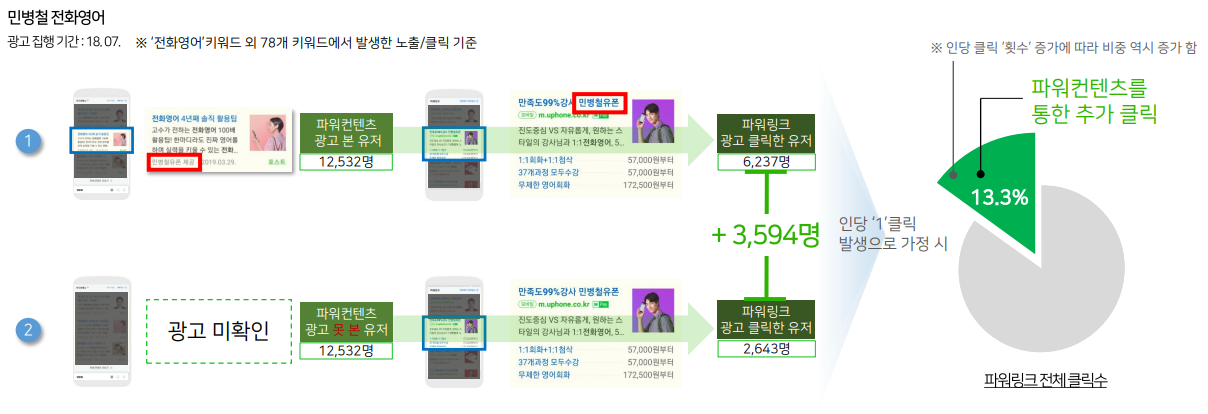 민병철 전화영어
광고 집행 기간 : 18. 07. ※ '전화영어'키워드 외 78개 키워드에서 발생한 노출/클릭 기준
※ 인당 클릭 '횟수' 증가에 따라 비중 역시 증가 함
파워컨텐츠를
통한 추가 클릭
13.3%
파워링크 전체 클릭수
1
전화영어 4년째 솔직 활용팁
고수가 전하는 전화영어 100배
활용팁! 한마디라도 진짜 영어를
하며 실력을 키울 수 있는 전화...
민병철유폰 제공 2019.03.29.
포스트
파워컨텐츠
광고 본 유저
12,532명
만족도99%강사 민병철유폰
m.uphone.co.kr
진도중심 VS 자유롭게, 원하는 스
타일의 강사님과 1:1전화영어, 5...
1:1회화+1:1첨삭 57,000원부터
37개과정 모두수강 57,000원부터
무제한 영어회화 172,500원부터
파워링크
광고 클릭한 유저
6,237명
+ 3,594명
인당 '1'클릭
발생으로 가정 시
2
광고 미확인
파워컨텐츠
광고 못 본 유저
12,532명
만족도99%강사 민병철유폰
m.uphone.co.kr
진도중심 VS 자유롭게, 원하는 스
타일의 강사님과 1:1전화영어, 5...
1:1회화+1:1첨삭 57,000원부터
37개과정 모두수강 57,000원부터
무제한 영어회화 172,500원부터
파워링크
광고 클릭한 유저
2,643명